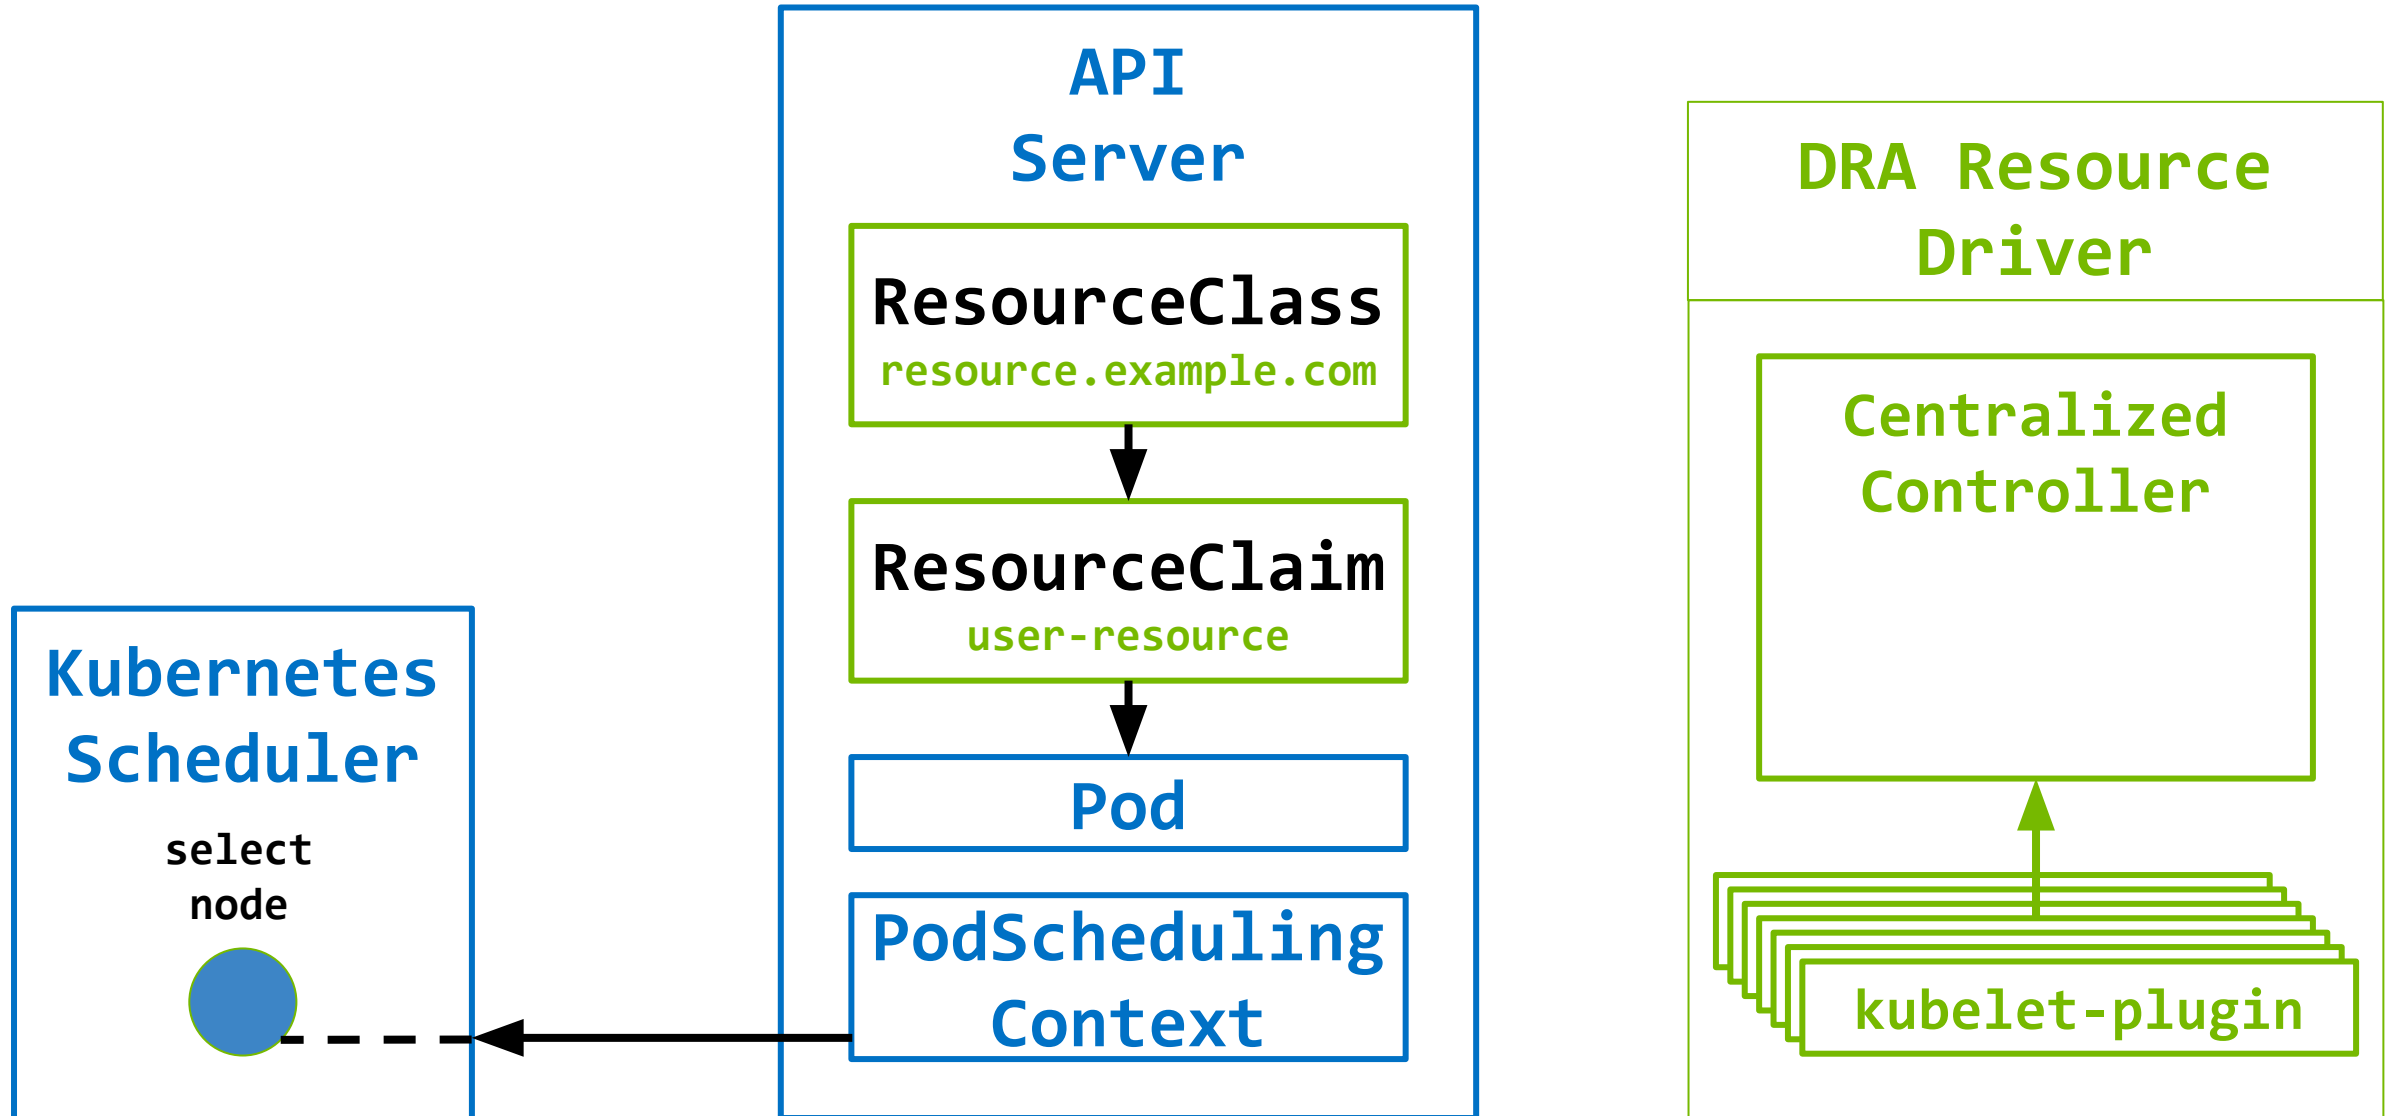 API
Server
ResourceClass
resource.example.com
ResourceClaim
user-resource
Pod
PodScheduling
Context
Kubernetes
Scheduler
select
node
DRA Resource
Driver
Centralized
Controller
kubelet-plugin